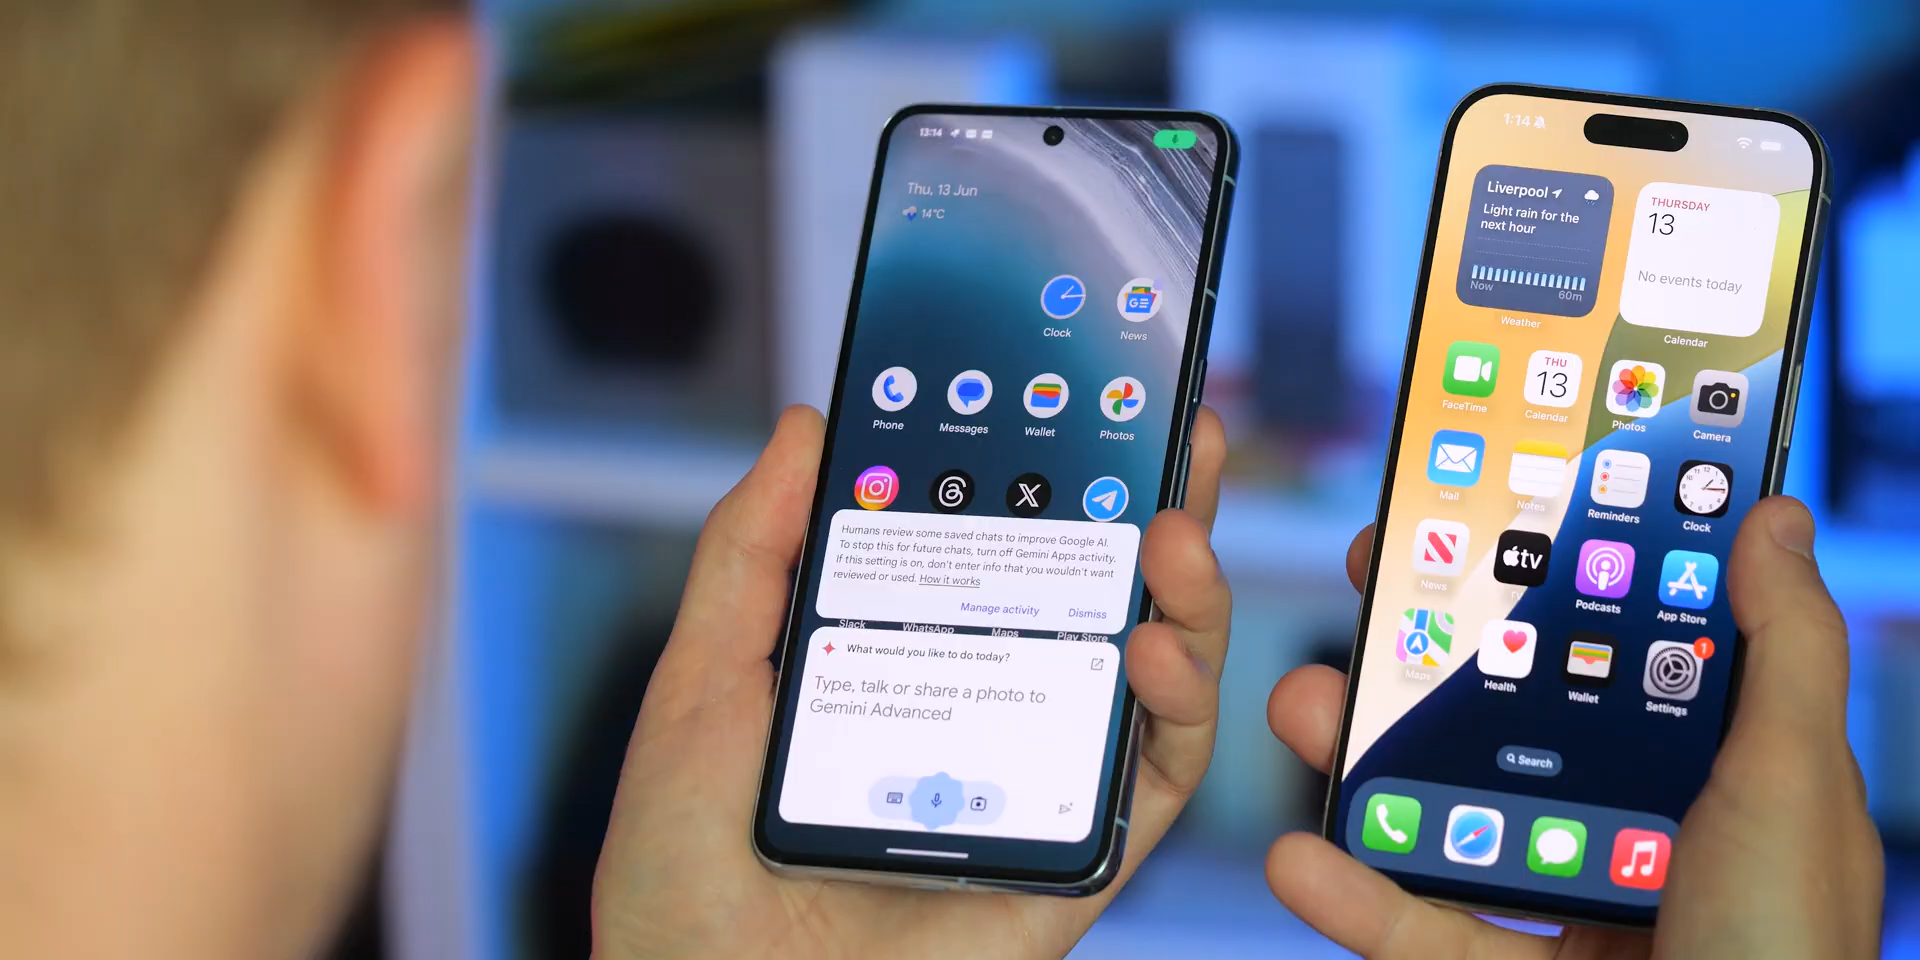 13:14
Thu, 13 Jun
14°C
Clock
News
Phone
Messages
Wallet
Photos
Humans review some saved chats to improve Google AI.
To stop this for future chats, turn off Gemini Apps activity.
If this setting is on, don't enter info that you wouldn't want
reviewed or used. How it works
Manage activity
Dismiss
Slack
WhatsApp
Maps
Play Store
What would you like to do today?
Type, talk or share a photo to
Gemini Advanced
1:14
Liverpool
Light rain for the
next hour
Now
60m
Weather
THURSDAY
13
No events today
Calendar
FaceTime
THU
13
Calendar
Photos
Camera
Mail
Notes
Reminders
Clock
News
tv
TV
Podcasts
App Store
Maps
Health
Wallet
1
Settings
Search